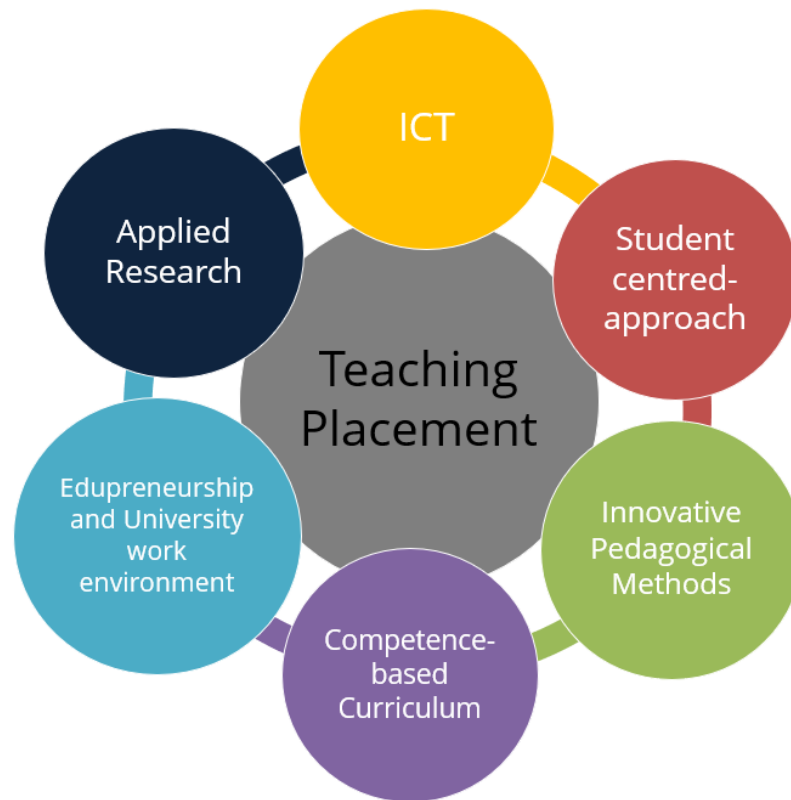 ICT
Student
centred-
approach
Innovative
Pedagogical
Methods
Competence-
based
Curriculum
Edupreneurship
and University
work
environment
Applied
Research
Teaching
Placement